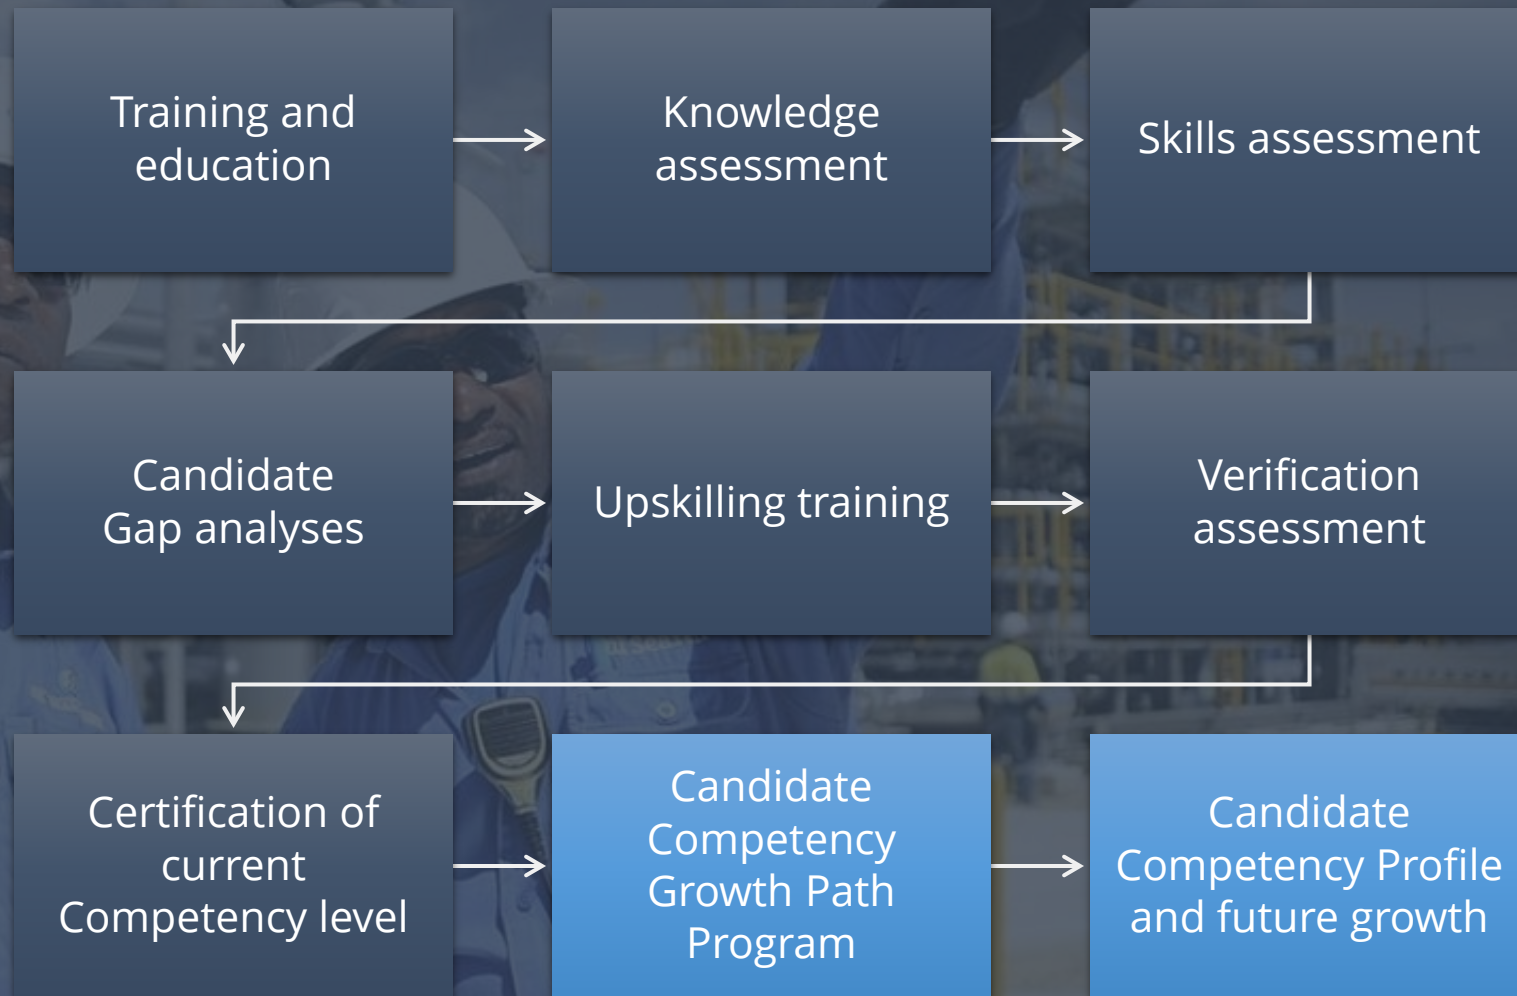 Training and
education
Knowledge
assessment
Skills assessment
Candidate
Gap analyses
Upskilling training
Verification
assessment
Certification of
current
Competency level
Candidate
Competency
Growth Path
Program
Candidate
Competency Profile
and future growth